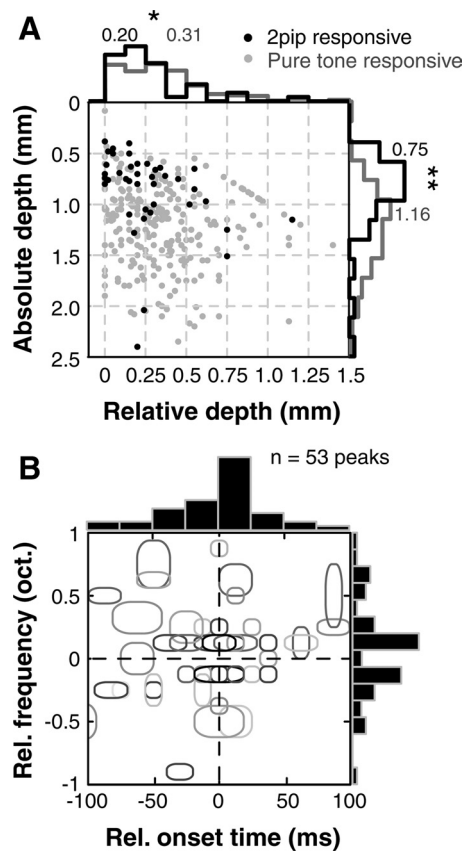 A
0.20 * 0.31
2pip responsive
Pure tone responsive
0
0.5
1.0
1.5
2.0
2.5
Absolute depth (mm)
0.75
**
1.16
0 0.25 0.5 0.75 1.0 1.25 1.5
Relative depth (mm)
B
n = 53 peaks
1
0.5
0
-0.5
-1
Rel. frequency (oct.)
-100 -50 0 50 100
Rel. onset time (ms)